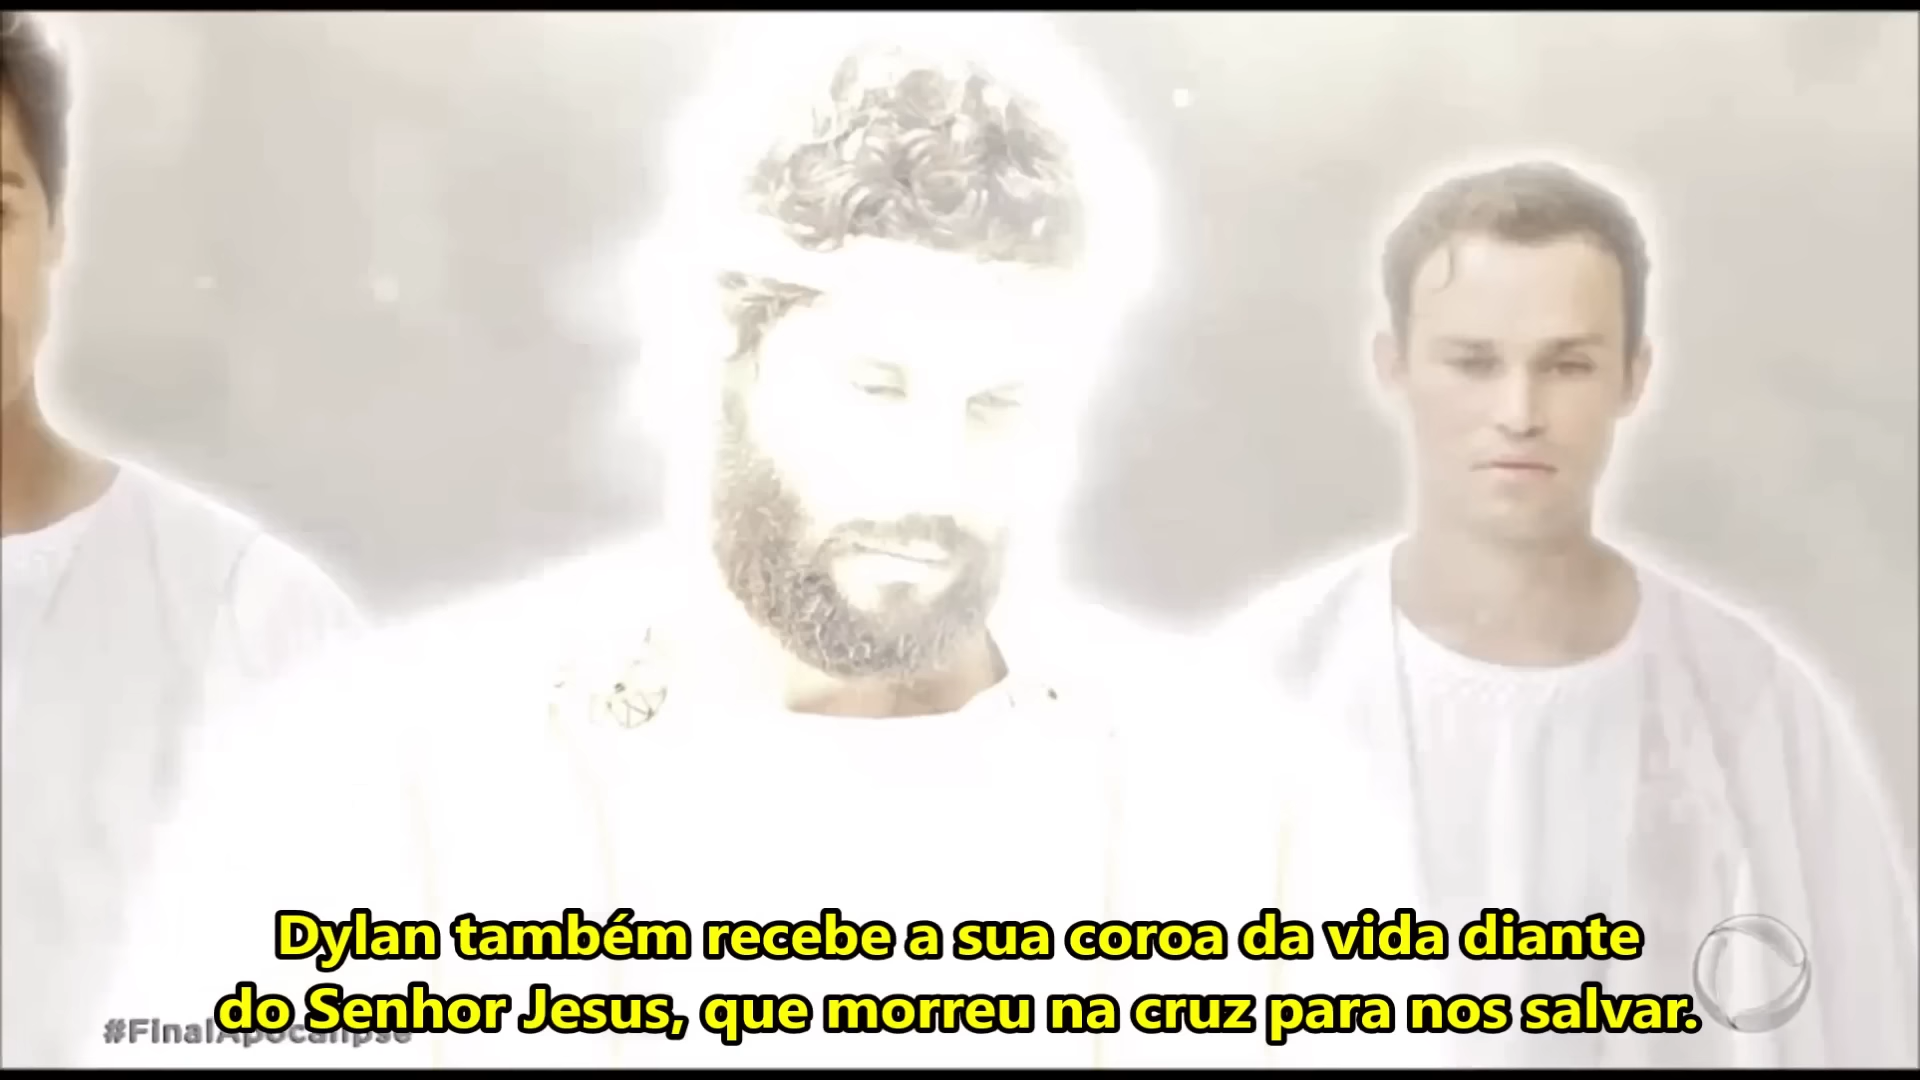 Dylan também recebe a sua coroa da vida diante
do Senhor Jesus, que morreu na cruz para nos salvar.
#FinalApocalipse